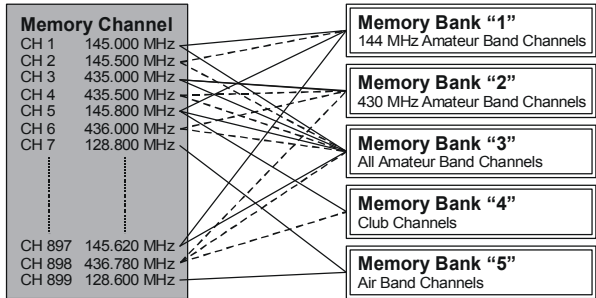 Memory Channel
CH 1 145.000 MHz
CH 2 145.500 MHz
CH 3 435.000 MHz
CH 4 435.500 MHz
CH 5 145.800 MHz
CH 6 436.000 MHz
CH 7 128.800 MHz
CH 897 145.620 MHz
CH 898 436.780 MHz
CH 899 128.600 MHz
Memory Bank “1”
144 MHz Amateur Band Channels
Memory Bank “2”
430 MHz Amateur Band Channels
Memory Bank “3”
All Amateur Band Channels
Memory Bank “4”
Club Channels
Memory Bank “5”
Air Band Channels